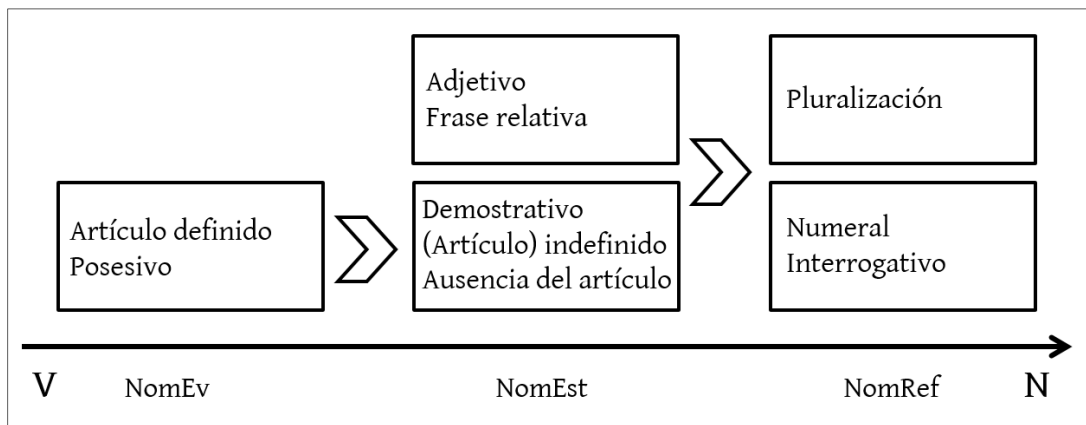 Adjetivo
Frase relativa
Pluralización
Artículo definido
Posesivo
Demostrativo
(Artículo) indefinido
Ausencia del artículo
Numeral
Interrogativo
V NomEv NomEst NomRef N